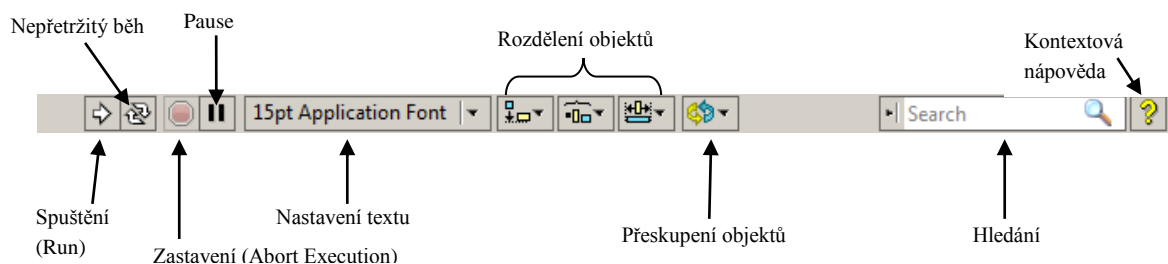 Nepřetržitý běh
Pause
Rozdělení objektů
Kontextová
nápověda
15pt Application Font
Search
?
Spuštění
(Run)
Zastavení (Abort Execution)
Nastavení textu
Přeskupení objektů
Hledání